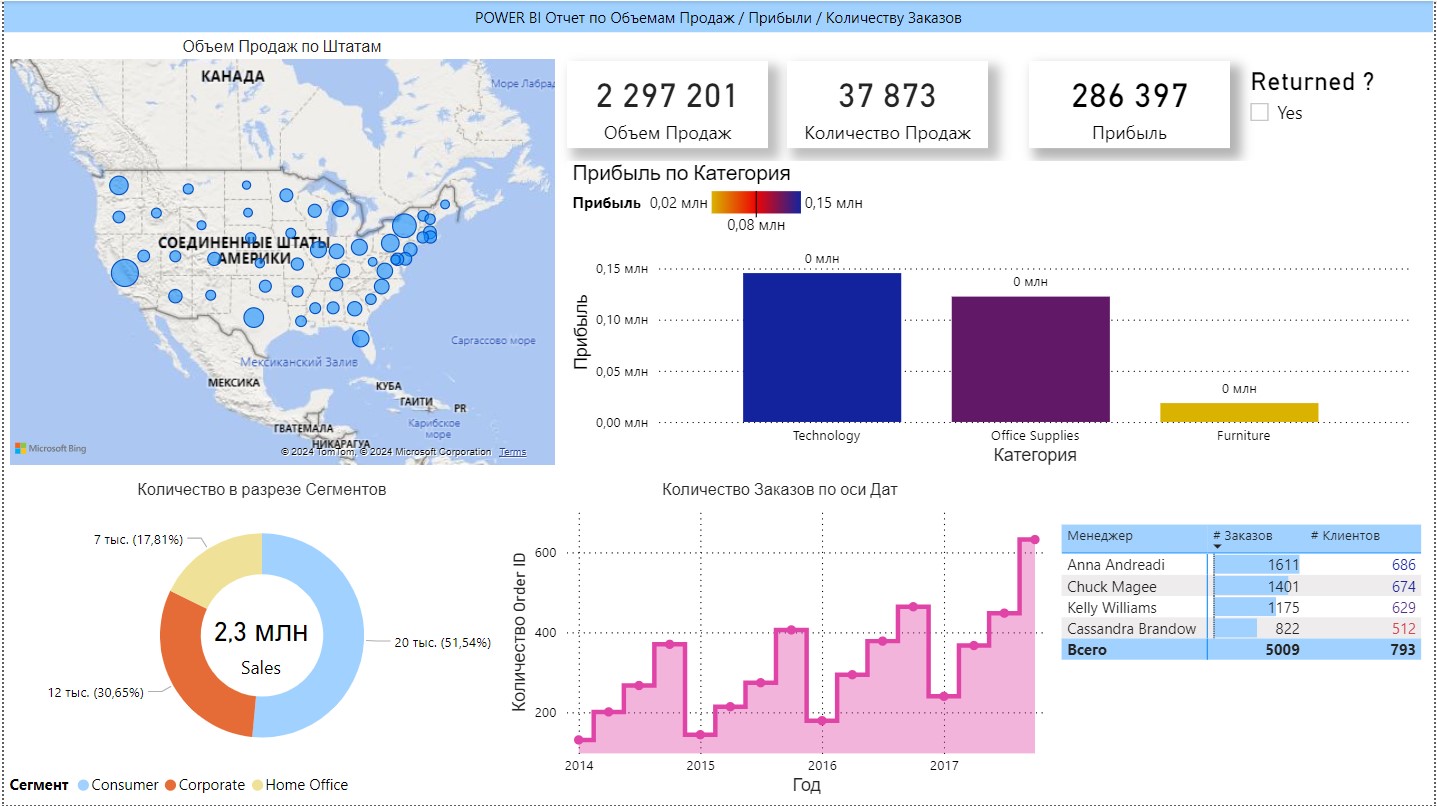 POWER BI Отчет по Объемам Продаж / Прибыли / Количеству Заказов
Объем Продаж по Штатам
КАНАДА
Море Лабрад
СОЕДИНЕННЫЕ ШТАТЫ
АМЕРИКИ
Саргассово море
Мексиканский Залив
МЕКСИКА
КУБА
ГАИТИ
PR
Карибское
море
ГВАТЕМАЛА
НИКАРАГУА
Microsoft Bing
© 2024 TomTom, © 2024 Microsoft Corporation Terms
2 297 201
Объем Продаж
37 873
Количество Продаж
286 397
Прибыль
Returned ?
Yes
Прибыль по Категория
Прибыль 0,02 млн 0,15 млн
0,08 млн
Прибыль
0,15 млн
0,10 млн
0,05 млн
0,00 млн
0 млн
0 млн
0 млн
Technology Office Supplies Furniture
Категория
Количество в разрезе Сегментов
7 тыс. (17,81%)
20 тыс. (51,54%)
12 тыс. (30,65%)
2,3 млн
Sales
Сегмент Consumer Corporate Home Office
Количество Заказов по оси Дат
Количество Order ID
600
400
200
2014 2015 2016 2017
Год
Менеджер # Заказов # Клиентов
Anna Andreadi 1611 686
Chuck Magee 1401 674
Kelly Williams 1175 629
Cassandra Brandow 822 512
Всего 5009 793